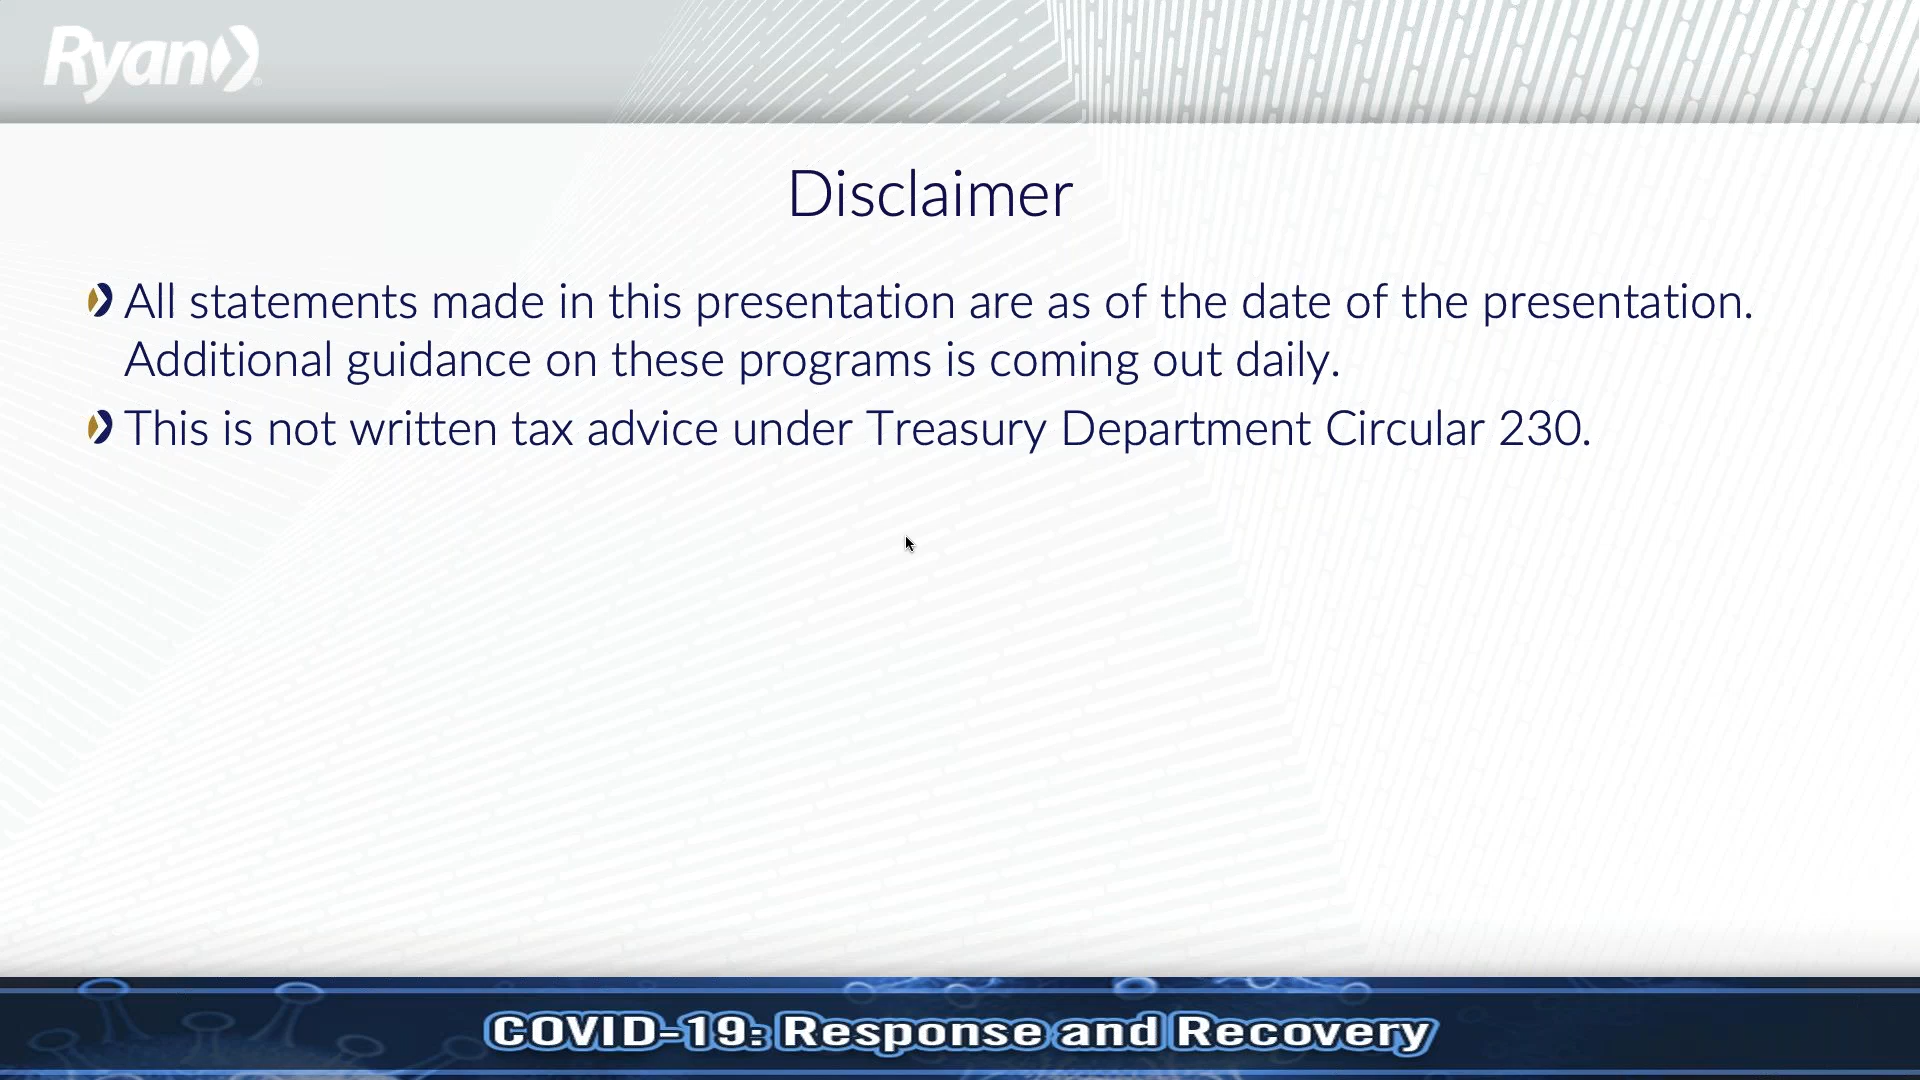 Ryan
Disclaimer
All statements made in this presentation are as of the date of the presentation.
Additional guidance on these programs is coming out daily.
This is not written tax advice under Treasury Department Circular 230.
COVID-19: Response and Recovery